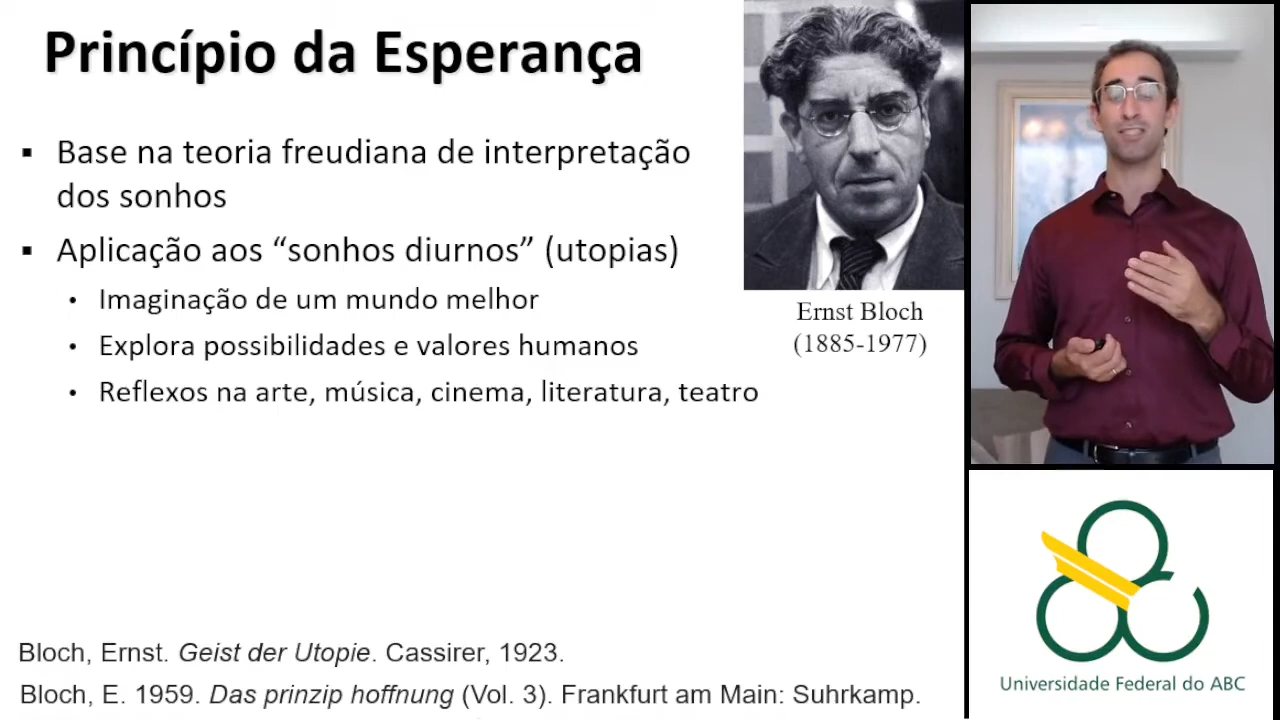 Princípio da Esperança
▪ Base na teoria freudiana de interpretação
dos sonhos
▪ Aplicação aos “sonhos diurnos” (utopias)
• Imaginação de um mundo melhor
• Explora possibilidades e valores humanos
• Reflexos na arte, música, cinema, literatura, teatro
Ernst Bloch
(1885-1977)
Bloch, Ernst. Geist der Utopie. Cassirer, 1923.
Bloch, E. 1959. Das prinzip hoffnung (Vol. 3). Frankfurt am Main: Suhrkamp.
Universidade Federal do ABC